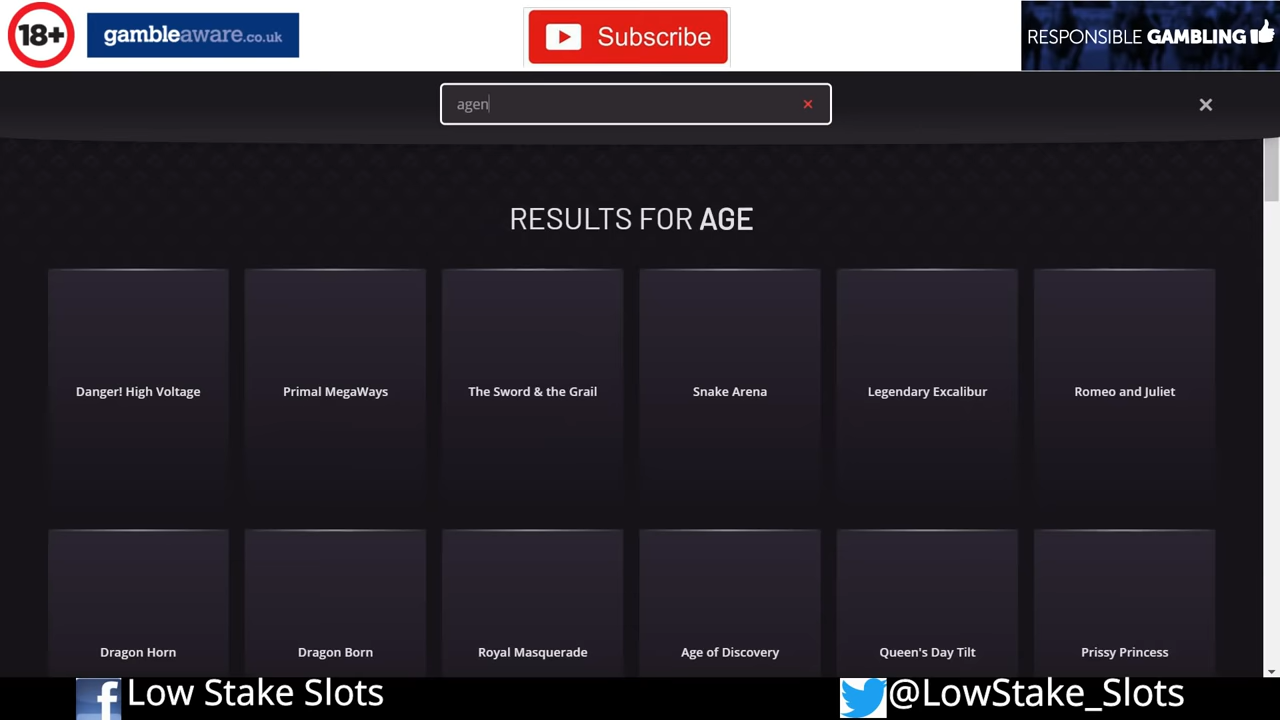 18+
gambleaware.co.uk
Subscribe
RESPONSIBLE GAMBLING
agen
RESULTS FOR AGE
Danger! High Voltage
Primal MegaWays
The Sword & the Grail
Snake Arena
Legendary Excalibur
Romeo and Juliet
Dragon Horn
Dragon Born
Royal Masquerade
Age of Discovery
Queen's Day Tilt
Prissy Princess
Low Stake Slots
@LowStake_Slots